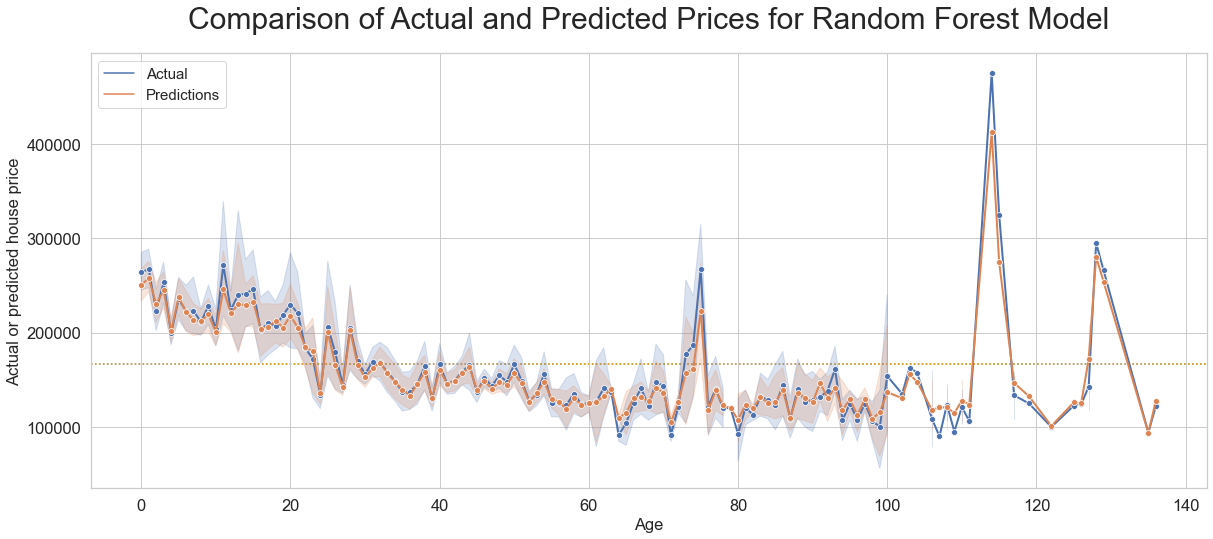 Comparison of Actual and Predicted Prices for Random Forest Model
Actual
Predictions
Actual or predicted house price
400000
300000
200000
100000
0 20 40 60 80 100 120 140
Age